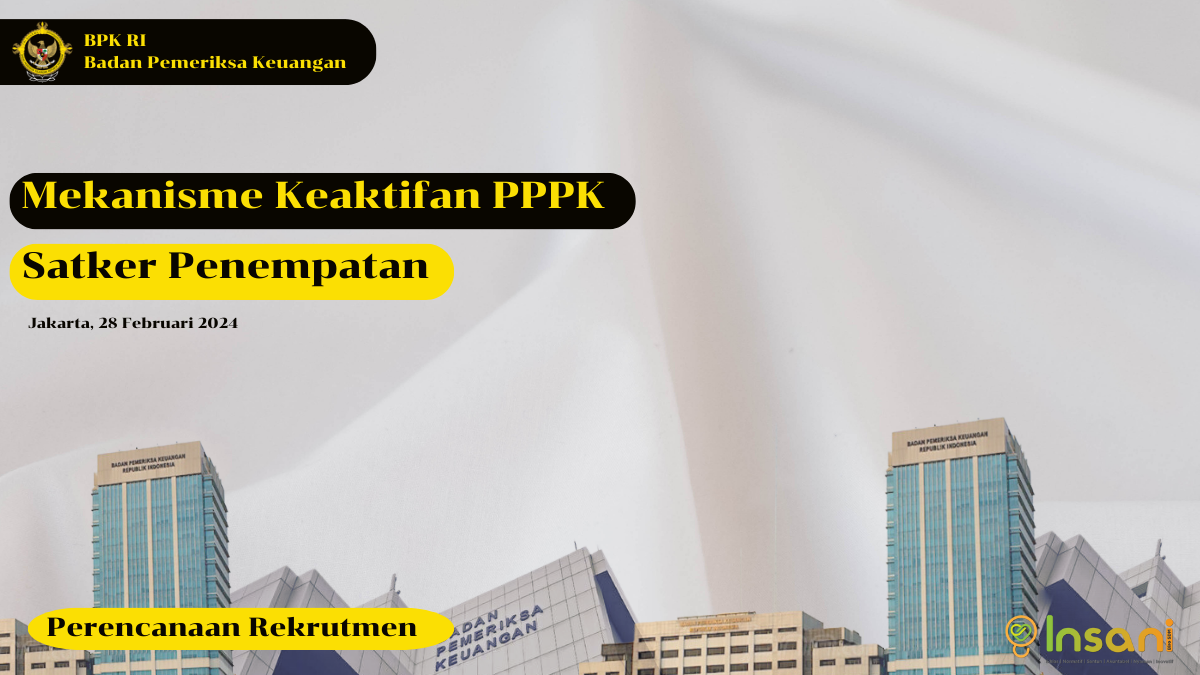 BPK RI
Badan Pemeriksa Keuangan
Mekanisme Keaktifan PPPK
Satker Penempatan
Jakarta, 28 Februari 2024
BADAN PEMERIKSA KEUANGAN
REPUBLIK INDONESIA
BADAN PEMERIKSA KEUANGAN
REPUBLIK INDONESIA
Perencanaan Rekrutmen
PEMERIKSA
KEUANGAN
Insani